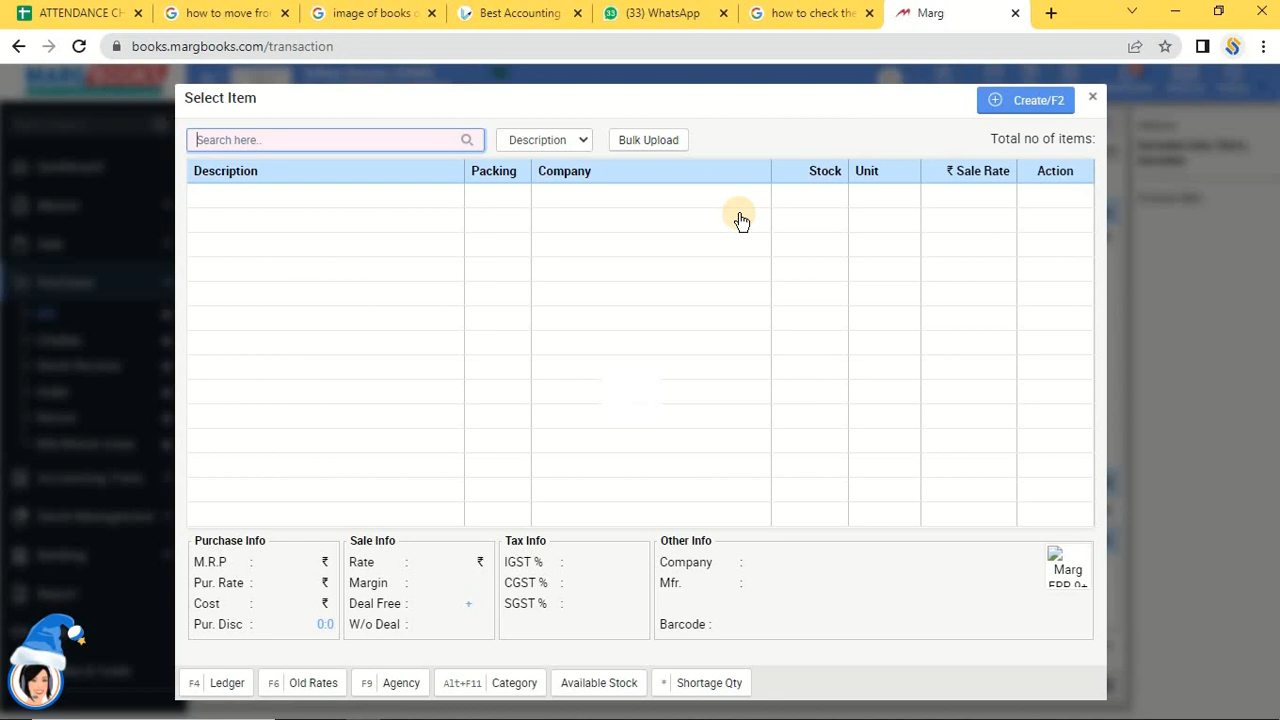 ATTENDANCE CH
how to move fro
image of books o
Best Accounting
(33) WhatsApp
how to check the
Marg
books.margbooks.com/transaction
Select Item
Create/F2
Search here..
Description
Bulk Upload
Total no of items:
Description Packing Company Stock Unit ₹ Sale Rate Action
Purchase Info
M.R.P : ₹
Pur. Rate : ₹
Cost : ₹
Pur. Disc 0:0
Sale Info
Rate : ₹
Margin :
Deal Free : +
W/o Deal :
Tax Info
IGST % :
CGST % :
SGST % :
Other Info
Company :
Mfr. :
Barcode :
Marg
ERP 9+
F4 Ledger
F6 Old Rates
F9 Agency
Alt+F11 Category
Available Stock
* Shortage Qty